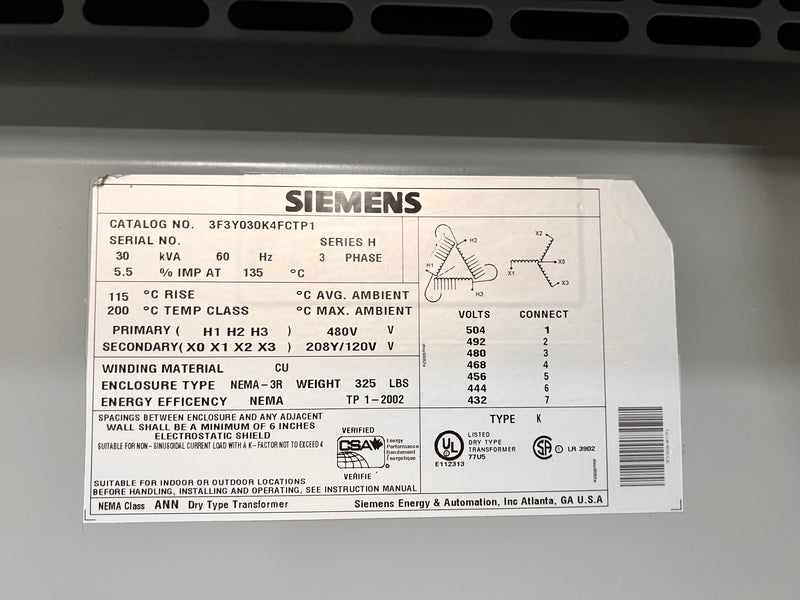 SIEMENS
CATALOG NO. 3F3Y030K4FCTP1
SERIAL NO. SERIES H
30 kVA 60 Hz 3 PHASE
5.5 % IMP AT 135 °C
115 °C RISE °C AVG. AMBIENT
200 °C TEMP CLASS °C MAX. AMBIENT
PRIMARY ( H1 H2 H3 ) 480V V
SECONDARY( X0 X1 X2 X3 ) 208Y/120V V
WINDING MATERIAL CU
ENCLOSURE TYPE NEMA-3R WEIGHT 325 LBS
ENERGY EFFICENCY NEMA TP 1-2002
SPACINGS BETWEEN ENCLOSURE AND ANY ADJACENT
WALL SHALL BE A MINIMUM OF 6 INCHES
ELECTROSTATIC SHIELD
SUITABLE FOR NON-SINUSOIDAL CURRENT LOAD WITH A K-FACTOR NOT TO EXCEED 4
VERIFIED
CSA
Energy
Performance
Rendement
Énergétique
VERIFIÉ
SUITABLE FOR INDOOR OR OUTDOOR LOCATIONS
BEFORE HANDLING, INSTALLING AND OPERATING, SEE INSTRUCTION MANUAL
H1
H2
H3
X2
X0
X1
X3
VOLTS CONNECT
504 1
492 2
480 3
468 4
456 5
444 6
432 7
TYPE K
UL
LISTED
DRY TYPE
TRANSFORMER
77U5
E112313
LR 3902
NEMA Class ANN Dry Type Transformer
Siemens Energy & Automation, Inc Atlanta, GA U.S.A